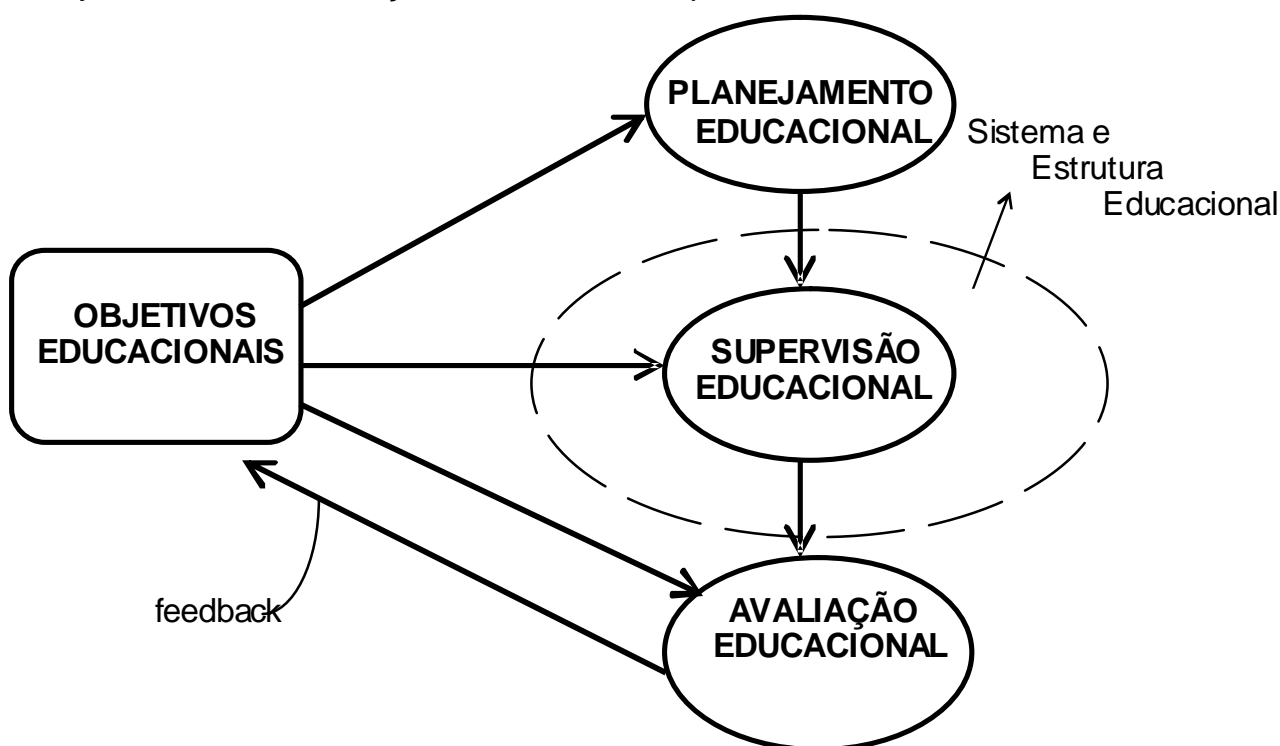 PLANEJAMENTO
EDUCACIONAL
Sistema e
Estrutura
Educacional
OBJETIVOS
EDUCACIONAIS
SUPERVISÃO
EDUCACIONAL
feedback
AVALIAÇÃO
EDUCACIONAL